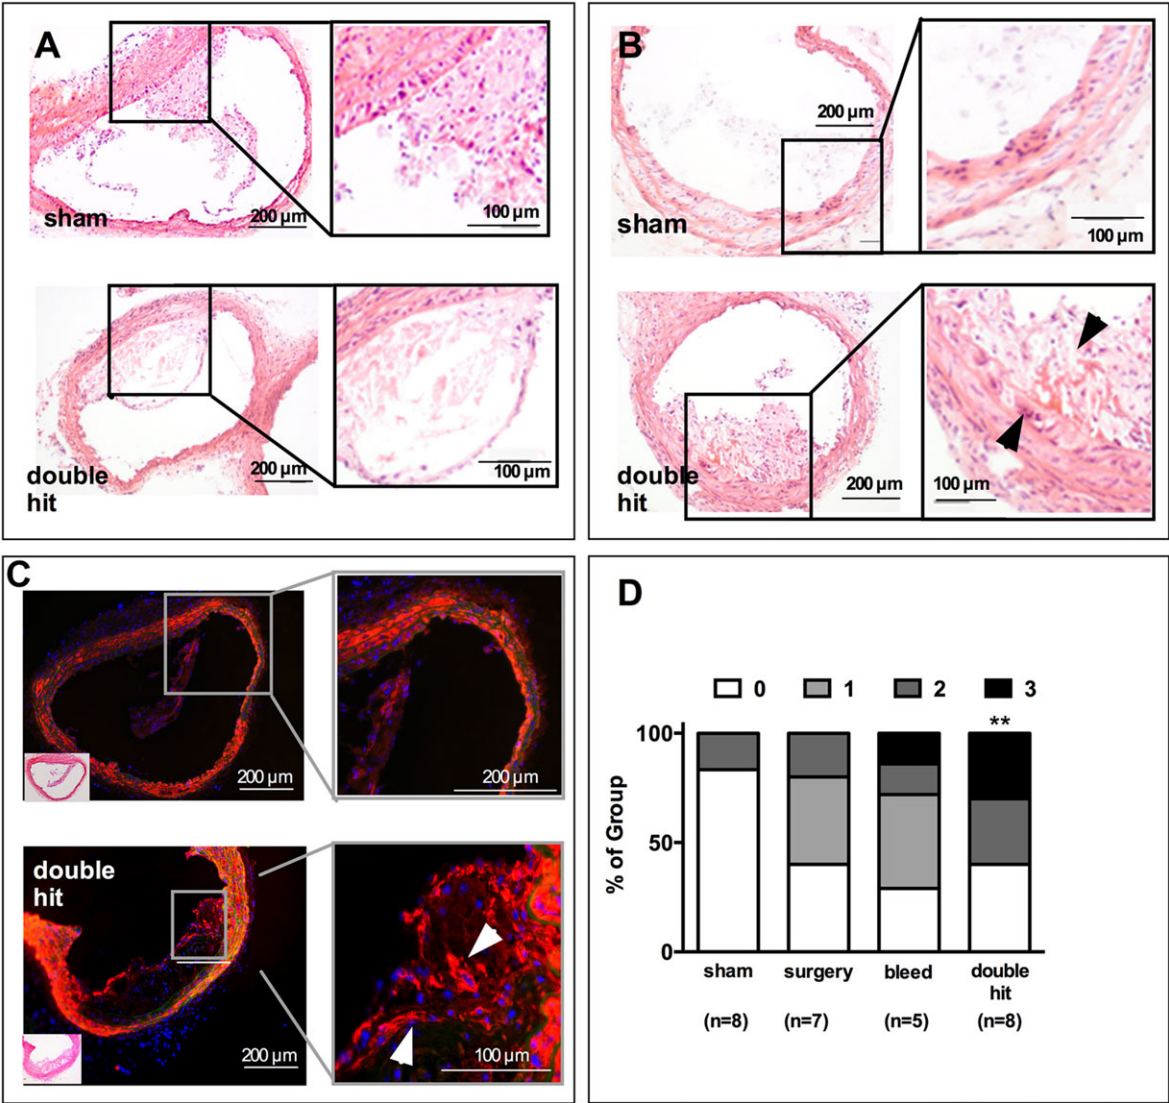 A
sham
200 µm
100 µm
double
hit
200 µm
100 µm
B
200 µm
sham
100 µm
double
hit
200 µm
100 µm
C
200 µm
200 µm
double
hit
200 µm
100 µm
D
0 1 2 3
**
100
50
0
% of Group
sham surgery bleed double
hit
(n=8) (n=7) (n=5) (n=8)